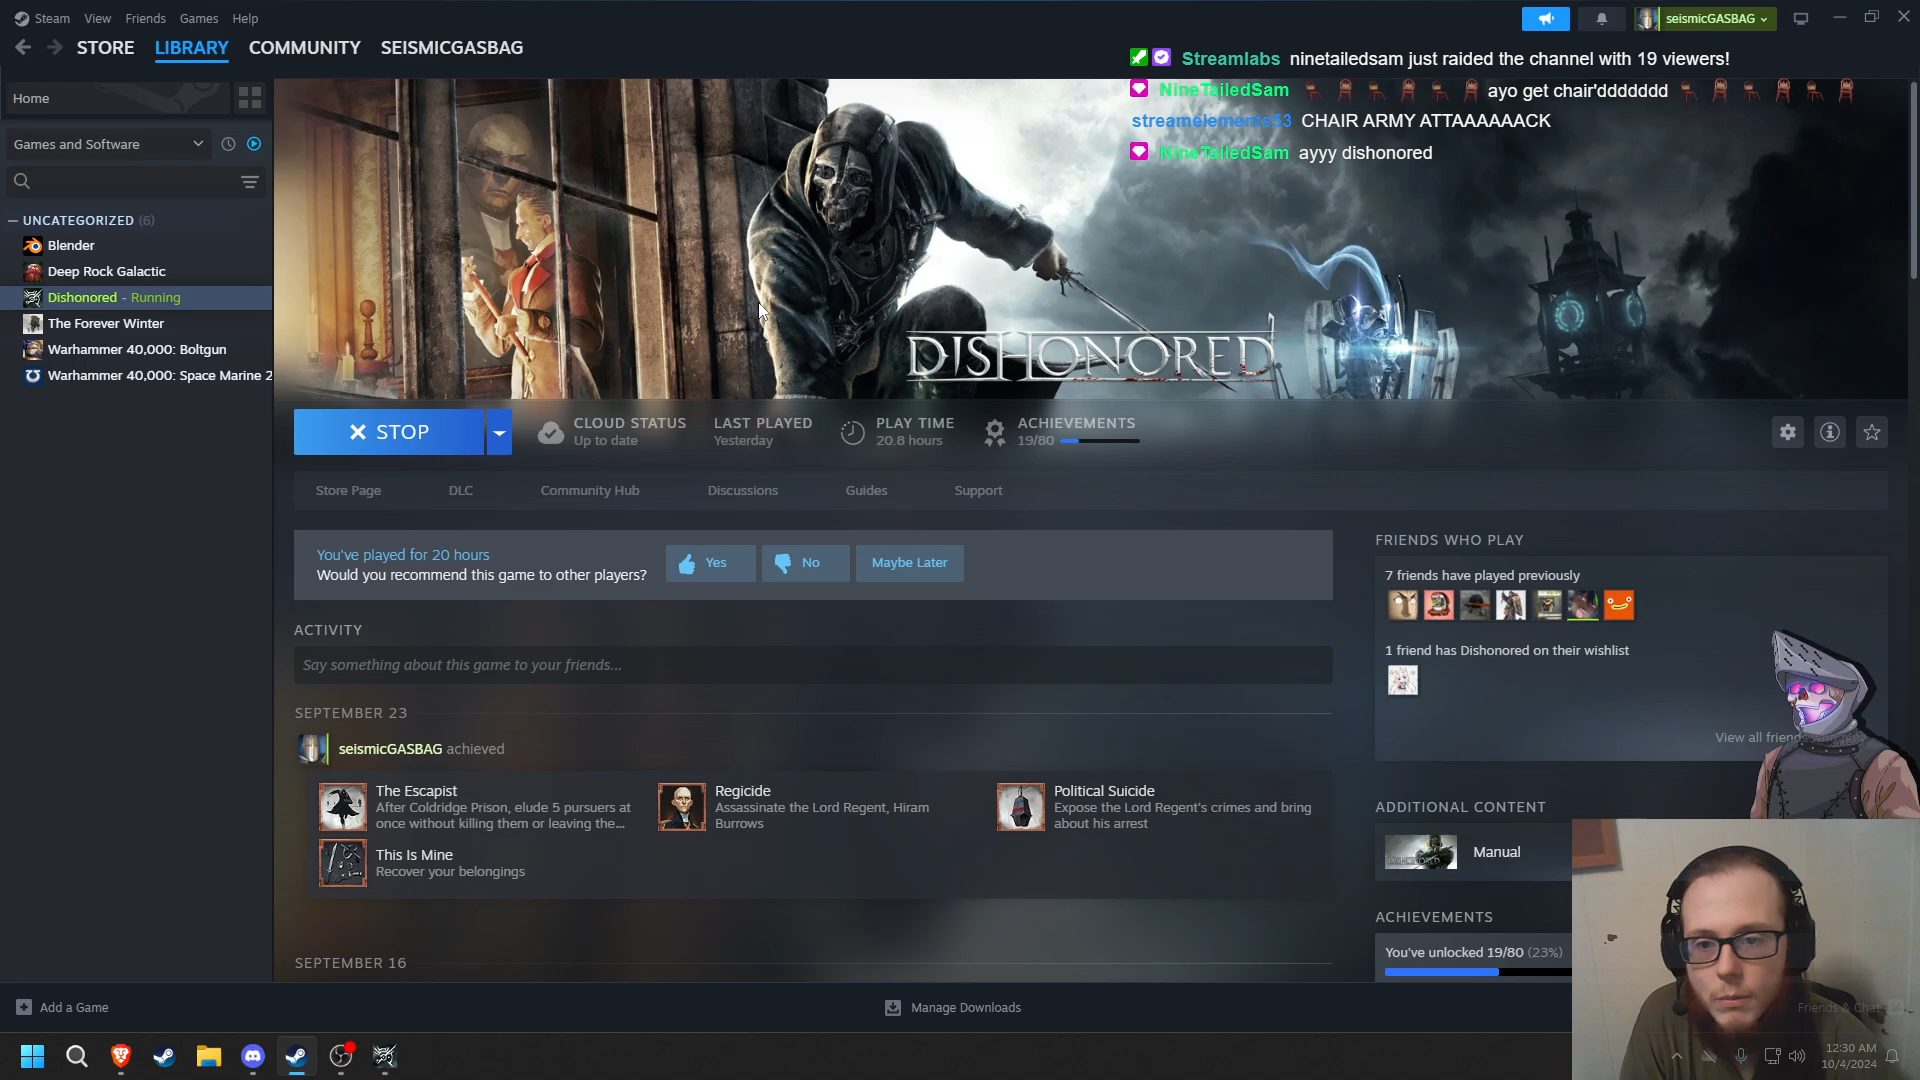 Steam View Friends Games Help
seismicGASBAG
STORE LIBRARY COMMUNITY SEISMICGASBAG
Streamlabs ninetailedsam just raided the channel with 19 viewers!
NineTailedSam ayo get chair'ddddddd
streamelements53 CHAIR ARMY ATTAAAAAACK
NineTailedSam ayyy dishonored
Home
Games and Software
UNCATEGORIZED (6)
Blender
Deep Rock Galactic
Dishonored - Running
The Forever Winter
Warhammer 40,000: Boltgun
Warhammer 40,000: Space Marine 2
DISHONORED
STOP
CLOUD STATUS
Up to date
LAST PLAYED
Yesterday
PLAY TIME
20.8 hours
ACHIEVEMENTS
19/80
Store Page DLC Community Hub Discussions Guides Support
You've played for 20 hours
Would you recommend this game to other players?
Yes No Maybe Later
ACTIVITY
Say something about this game to your friends...
SEPTEMBER 23
seismicGASBAG achieved
The Escapist
After Coldridge Prison, elude 5 pursuers at
once without killing them or leaving the...
Regicide
Assassinate the Lord Regent, Hiram
Burrows
Political Suicide
Expose the Lord Regent's crimes and bring
about his arrest
This Is Mine
Recover your belongings
SEPTEMBER 16
FRIENDS WHO PLAY
7 friends have played previously
1 friend has Dishonored on their wishlist
View all
ADDITIONAL CONTENT
DISHONORED
Manual
ACHIEVEMENTS
You've unlocked 19/80 (23%)
Add a Game
Manage Downloads
Friends & Chat
12:30 AM
10/4/2024